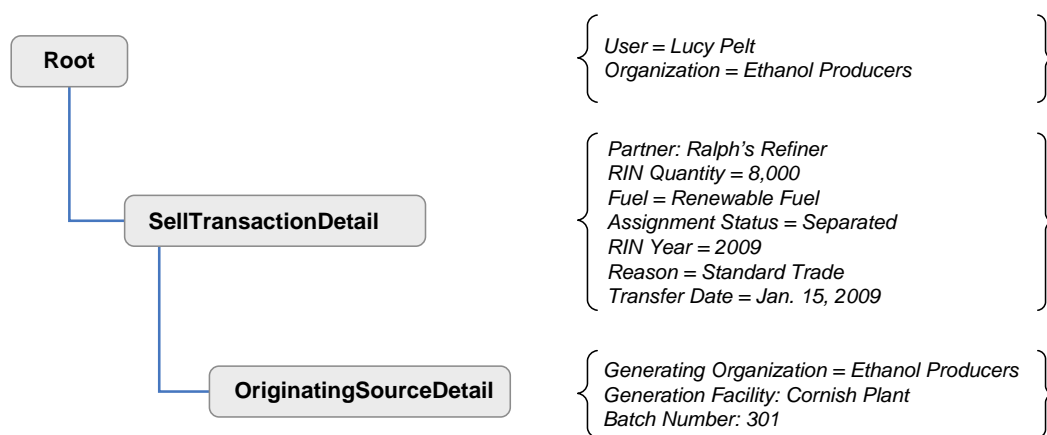 Root
User = Lucy Pelt
Organization = Ethanol Producers
SellTransactionDetail
Partner: Ralph’s Refiner
RIN Quantity = 8,000
Fuel = Renewable Fuel
Assignment Status = Separated
RIN Year = 2009
Reason = Standard Trade
Transfer Date = Jan. 15, 2009
OriginatingSourceDetail
Generating Organization = Ethanol Producers
Generation Facility: Cornish Plant
Batch Number: 301